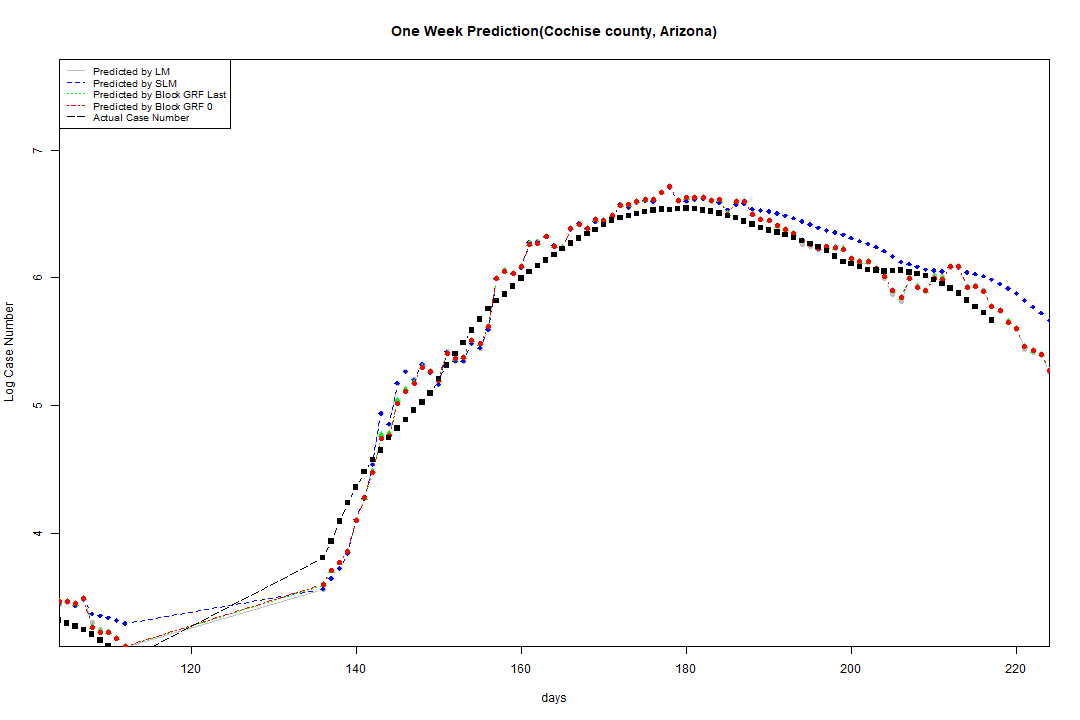 One Week Prediction(Cochise county, Arizona)
Predicted by LM
Predicted by SLM
Predicted by Block GRF Last
Predicted by Block GRF 0
Actual Case Number
7
6
5
4
Log Case Number
120 140 160 180 200 220
days